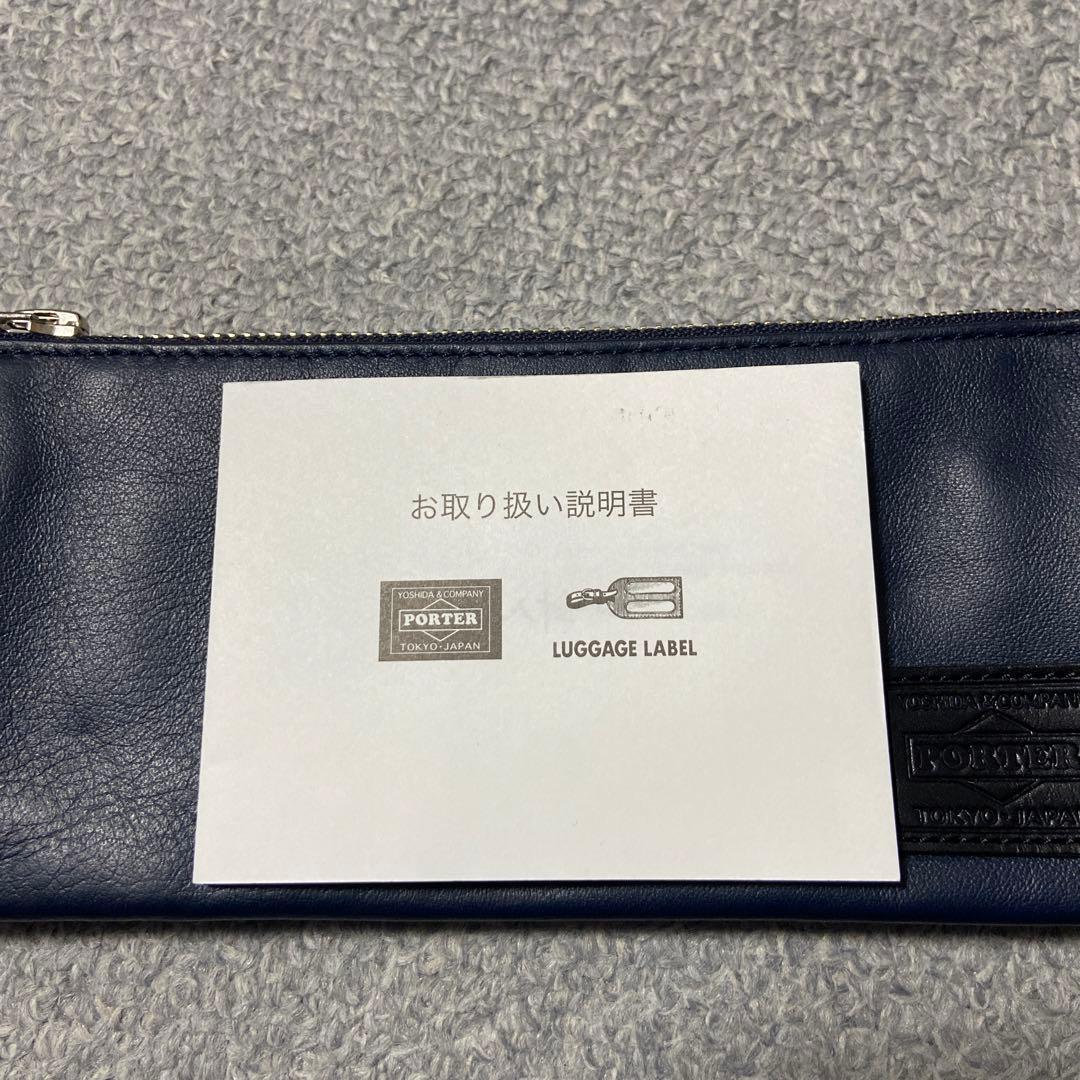 お取り扱い説明書
YOSHIDA & COMPANY
PORTER
TOKYO・JAPAN
LUGGAGE LABEL
YOSHIDA & COMPAN
PORTER
TOKYO・JAPAN